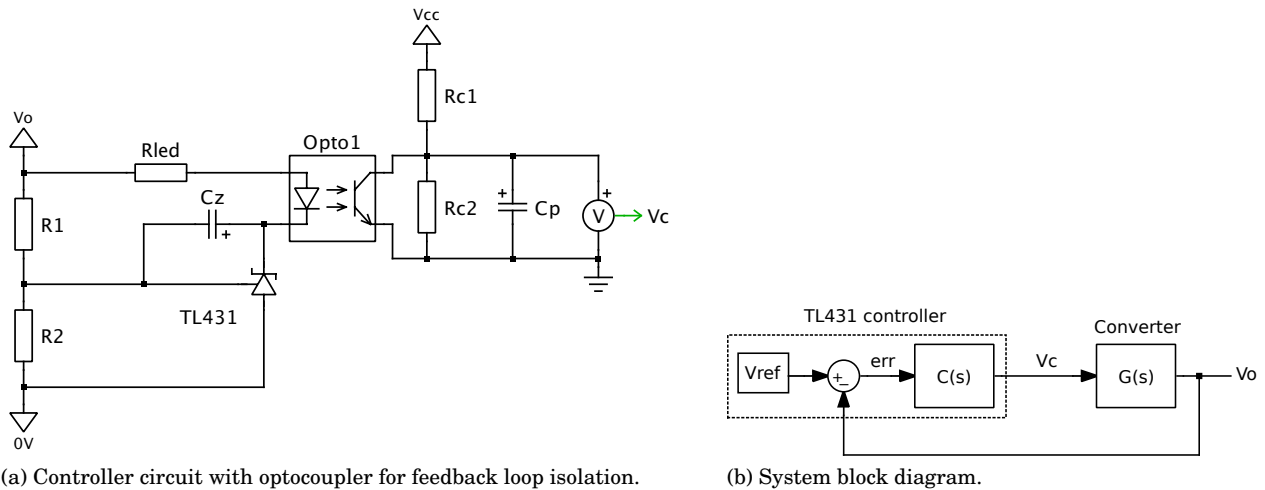 Vcc
Rc1
Vo
Rled
Opto1
Cz
+
R1
Rc2
+
Cp
+
V
Vc
TL431
R2
0V
(a) Controller circuit with optocoupler for feedback loop isolation.
TL431 controller
Converter
Vref
+
−
err
C(s)
Vc
G(s)
Vo
(b) System block diagram.